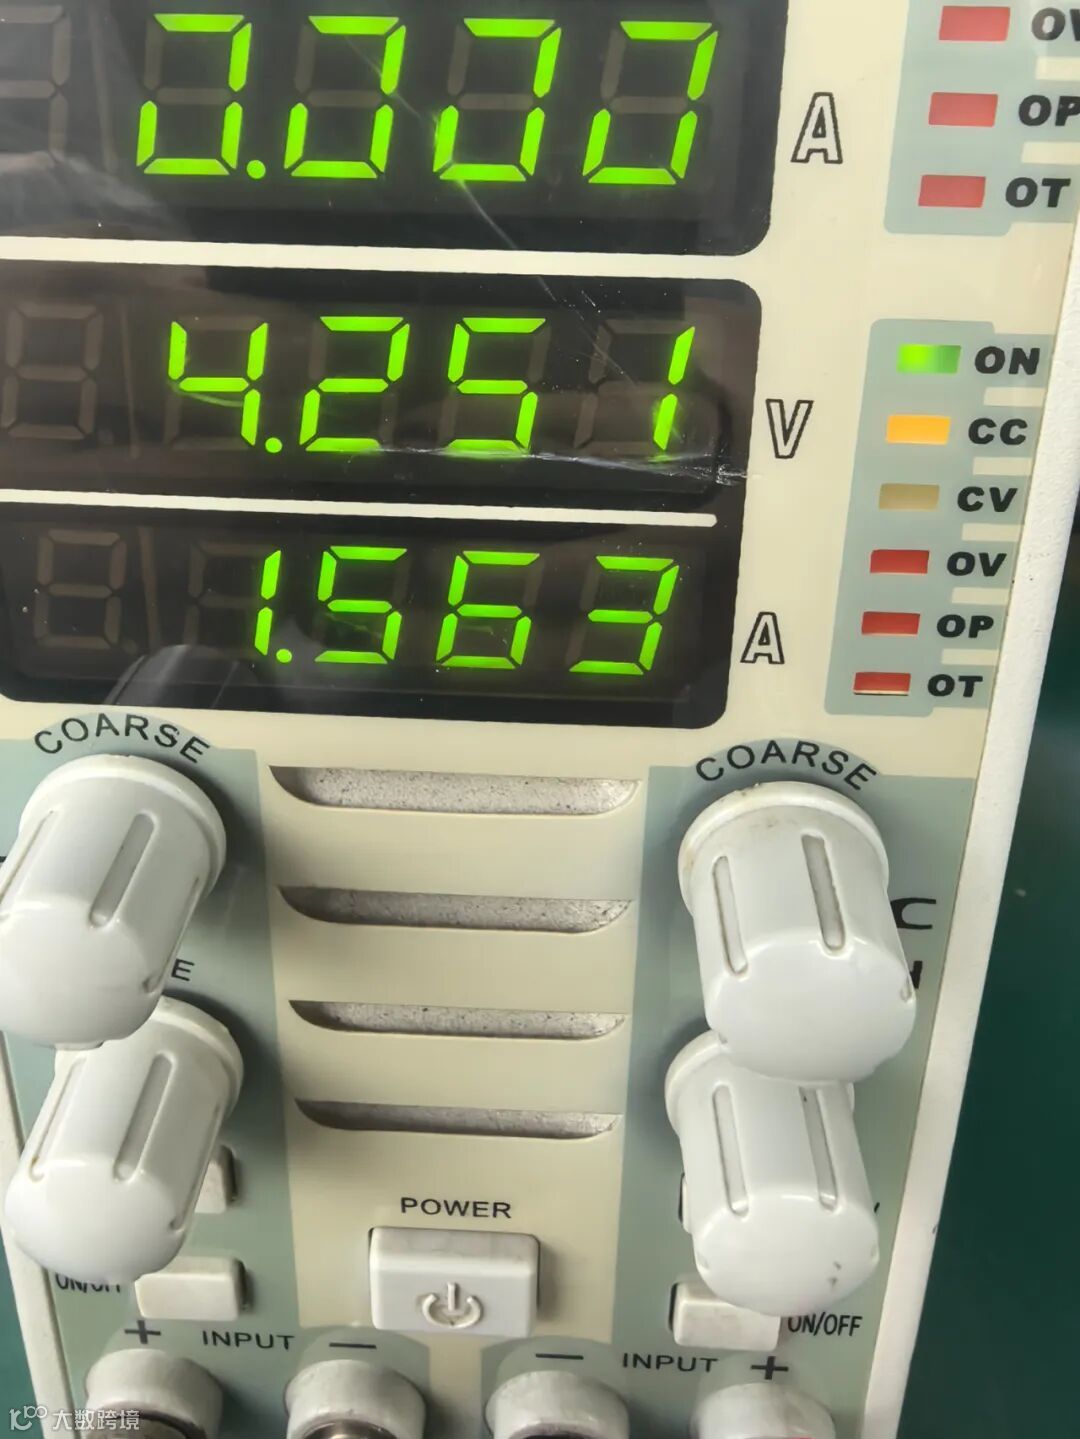 0.000 A
OP
OT
4.251 V
ON
CC
CV
OV
OP
OT
1.563 A
COARSE
COARSE
POWER
ON/OFF
ON/OFF
+ INPUT −
− INPUT +
大数跨境